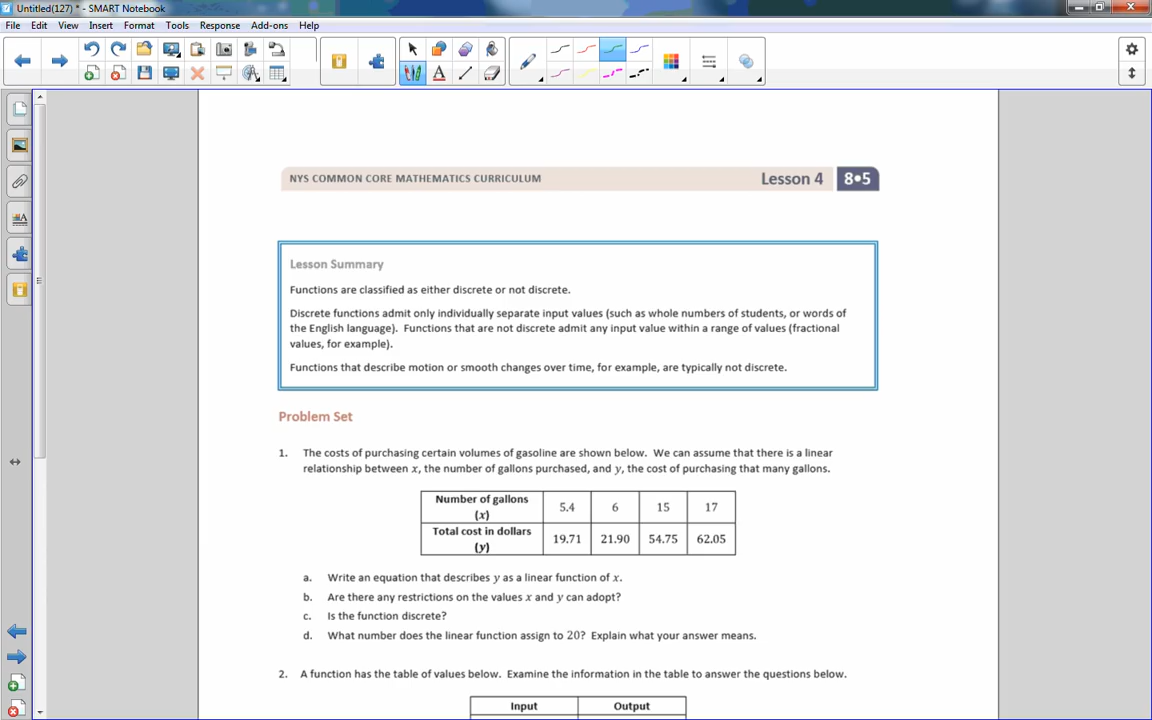 Untitled(127) * - SMART Notebook
File Edit View Insert Format Tools Response Add-ons Help
NYS COMMON CORE MATHEMATICS CURRICULUM Lesson 4 8•5
Lesson Summary
Functions are classified as either discrete or not discrete.
Discrete functions admit only individually separate input values (such as whole numbers of students, or words of
the English language). Functions that are not discrete admit any input value within a range of values (fractional
values, for example).
Functions that describe motion or smooth changes over time, for example, are typically not discrete.
Problem Set
1. The costs of purchasing certain volumes of gasoline are shown below. We can assume that there is a linear
relationship between x, the number of gallons purchased, and y, the cost of purchasing that many gallons.
Number of gallons
(x) 5.4 6 15 17
Total cost in dollars
(y) 19.71 21.90 54.75 62.05
a. Write an equation that describes y as a linear function of x.
b. Are there any restrictions on the values x and y can adopt?
c. Is the function discrete?
d. What number does the linear function assign to 20? Explain what your answer means.
2. A function has the table of values below. Examine the information in the table to answer the questions below.
Input Output